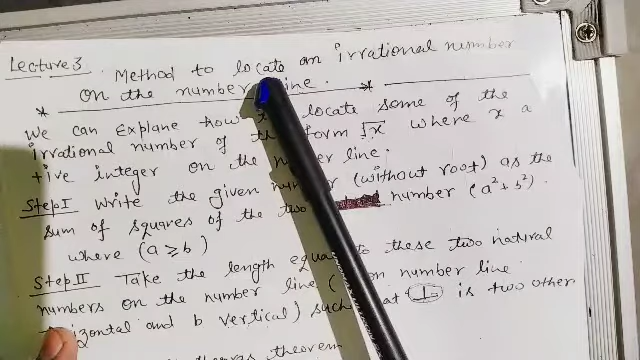 Lecture 3
Method to locate an irrational number
on the number line.
We can explane how to locate some of the
irrational number of the form √x where x a
+ive integer on the number line.
Step I Write the given number (without root) as the
sum of squares of the two number (a²+b²).
where (a ≥ b)
Step II Take the length equal to these two natural
numbers on the number line ( on number line
horizontal and b vertical) such that ⊥ is two other
theorem